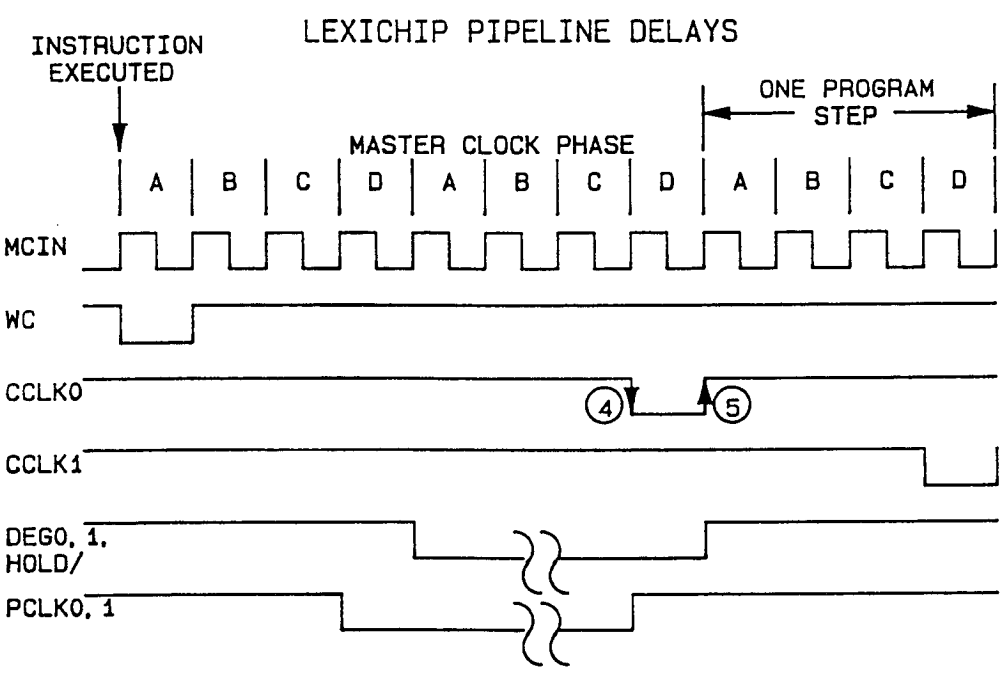 LEXICHIP PIPELINE DELAYS
INSTRUCTION
EXECUTED
ONE PROGRAM
STEP
MASTER CLOCK PHASE
A B C D A B C D A B C D
MCIN
WC
CCLK0
4 5
CCLK1
DEG0, 1,
HOLD/
PCLK0, 1